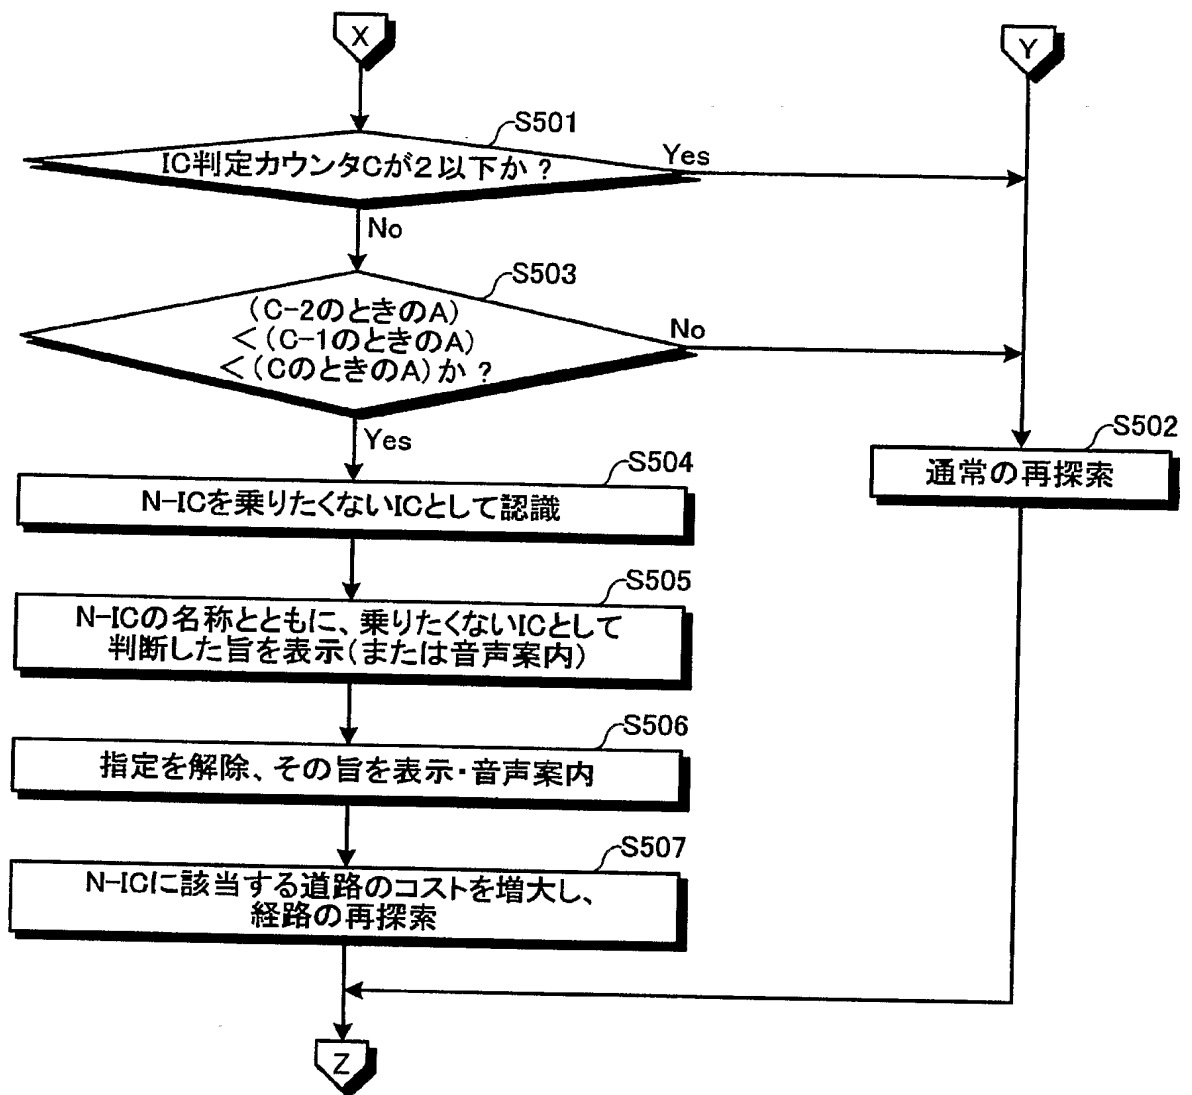 X
Y
S501
IC判定カウンタCが2以下か?
Yes
No
S503
(C-2のときのA)
<(C-1のときのA)
<(CのときのA)か?
No
Yes
S502
通常の再探索
S504
N-ICを乗りたくないICとして認識
S505
N-ICの名称とともに、乗りたくないICとして
判断した旨を表示(または音声案内)
S506
指定を解除、その旨を表示・音声案内
S507
N-ICに該当する道路のコストを増大し、
経路の再探索
Z